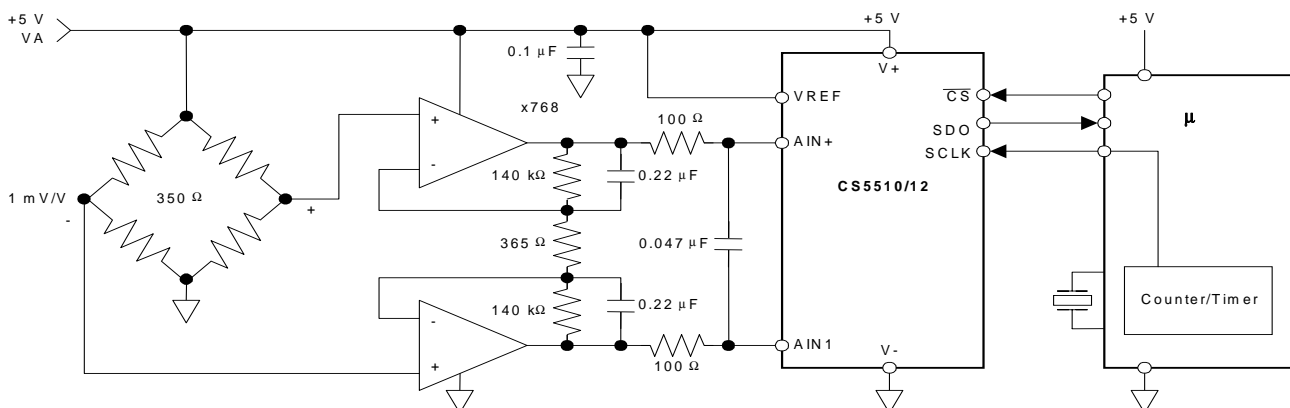 +5 V
VA
0.1 µF
x768
+
-
100 Ω
140 kΩ
0.22 µF
1 mV/V
-
350 Ω
+
365 Ω
0.047 µF
140 kΩ
0.22 µF
-
+
100 Ω
+5 V
V+
VREF
AIN+
CS
SDO
SCLK
CS5510/12
AIN1
V-
+5 V
µ
Counter/Timer